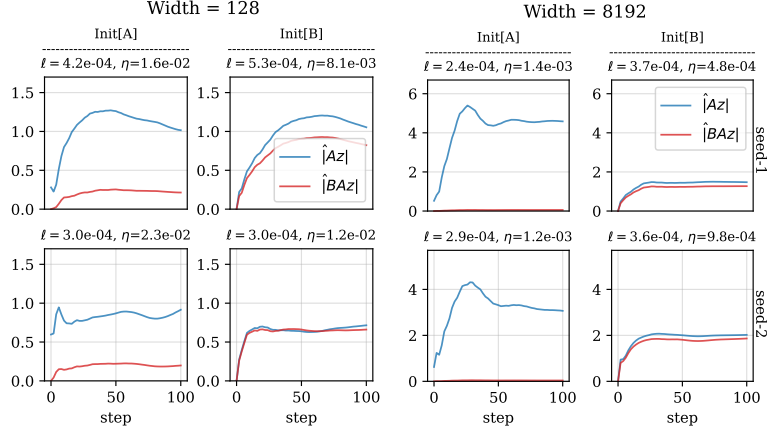 Width = 128
Width = 8192
Init[A]
Init[B]
Init[A]
Init[B]
ℓ = 4.2e-04, η=1.6e-02
ℓ = 5.3e-04, η=8.1e-03
ℓ = 2.4e-04, η=1.4e-03
ℓ = 3.7e-04, η=4.8e-04
1.5
1.0
0.5
0.0
1.5
1.0
0.5
0.0
|Âz|
|B̂Az|
6
4
2
0
6
4
2
0
|Âz|
|B̂Az|
seed-1
ℓ = 3.0e-04, η=2.3e-02
ℓ = 3.0e-04, η=1.2e-02
ℓ = 2.9e-04, η=1.2e-03
ℓ = 3.6e-04, η=9.8e-04
1.5
1.0
0.5
0.0
1.5
1.0
0.5
0.0
4
2
0
4
2
0
seed-2
0 50 100
0 50 100
0 50 100
0 50 100
step
step
step
step